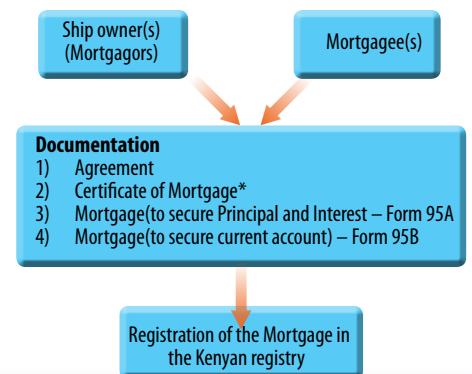 Ship owner(s)
(Mortgagors)
Mortgagee(s)
Documentation
1) Agreement
2) Certificate of Mortgage*
3) Mortgage(to secure Principal and Interest – Form 95A
4) Mortgage(to secure current account) – Form 95B
Registration of the Mortgage in
the Kenyan registry